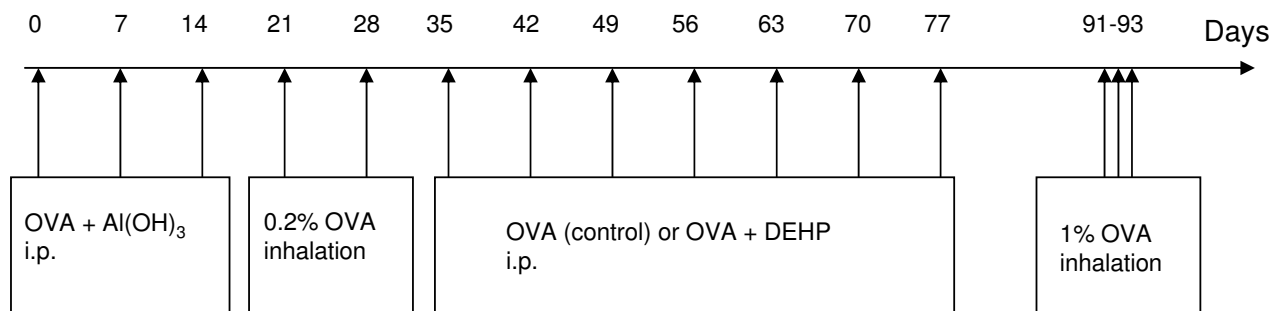 0 7 14 21 28 35 42 49 56 63 70 77 91-93 Days
OVA + Al(OH)₃
i.p.
0.2% OVA
inhalation
OVA (control) or OVA + DEHP
i.p.
1% OVA
inhalation